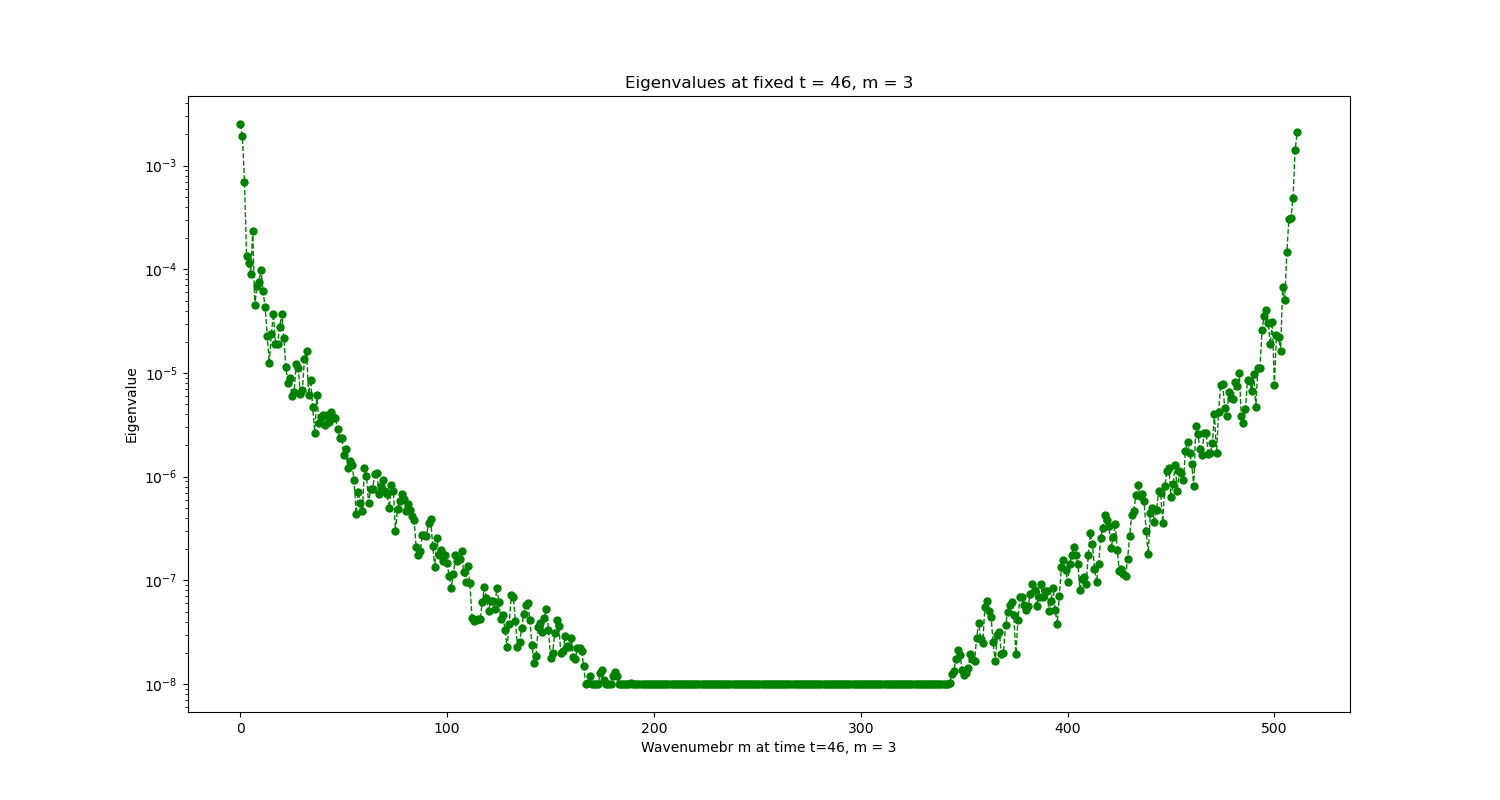 Eigenvalues at fixed t = 46, m = 3
Eigenvalue
10⁻³
10⁻⁴
10⁻⁵
10⁻⁶
10⁻⁷
10⁻⁸
0 100 200 300 400 500
Wavenumebr m at time t=46, m = 3